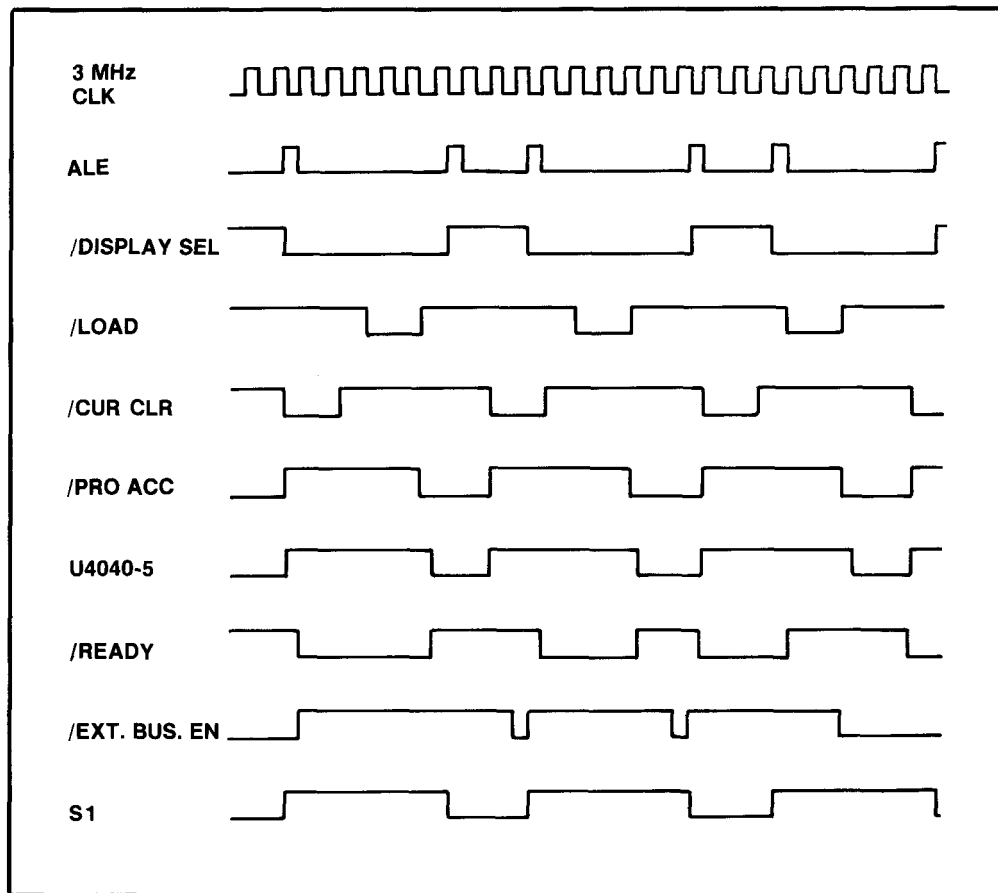 3 MHz
CLK
ALE
/DISPLAY SEL
/LOAD
/CUR CLR
/PRO ACC
U4040-5
/READY
/EXT. BUS. EN
S1